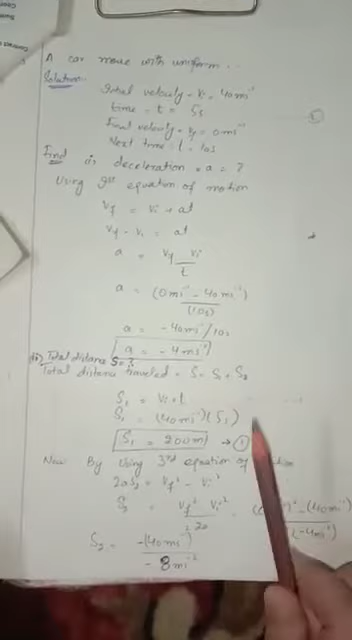 A car move with uniform...
Solution:
Initial velocity = Vi = 40ms⁻¹
time = t = 5s
Final velocity = Vf = 0ms⁻¹
Next time = t = 10s
Find (i) deceleration = a = ?
Using 1st equation of motion
Vf = Vi + at
Vf - Vi = at
a = Vf - Vi / t
a = (0ms⁻¹ - 40ms⁻¹) / (10s)
a = -40ms⁻¹/10s
a = -4ms⁻²
(ii) Total distance S = ?
Total distance traveled = S = S₁ + S₂
S₁ = Vi × t
S₁ = (40ms⁻¹)(5s)
S₁ = 200m → ①
Now By Using 3rd equation of motion
2aS₂ = Vf² - Vi²
S₂ = Vf² - Vi² / 2a = - (40ms⁻¹)
S₂ = -(40ms⁻¹)² / -8ms⁻²